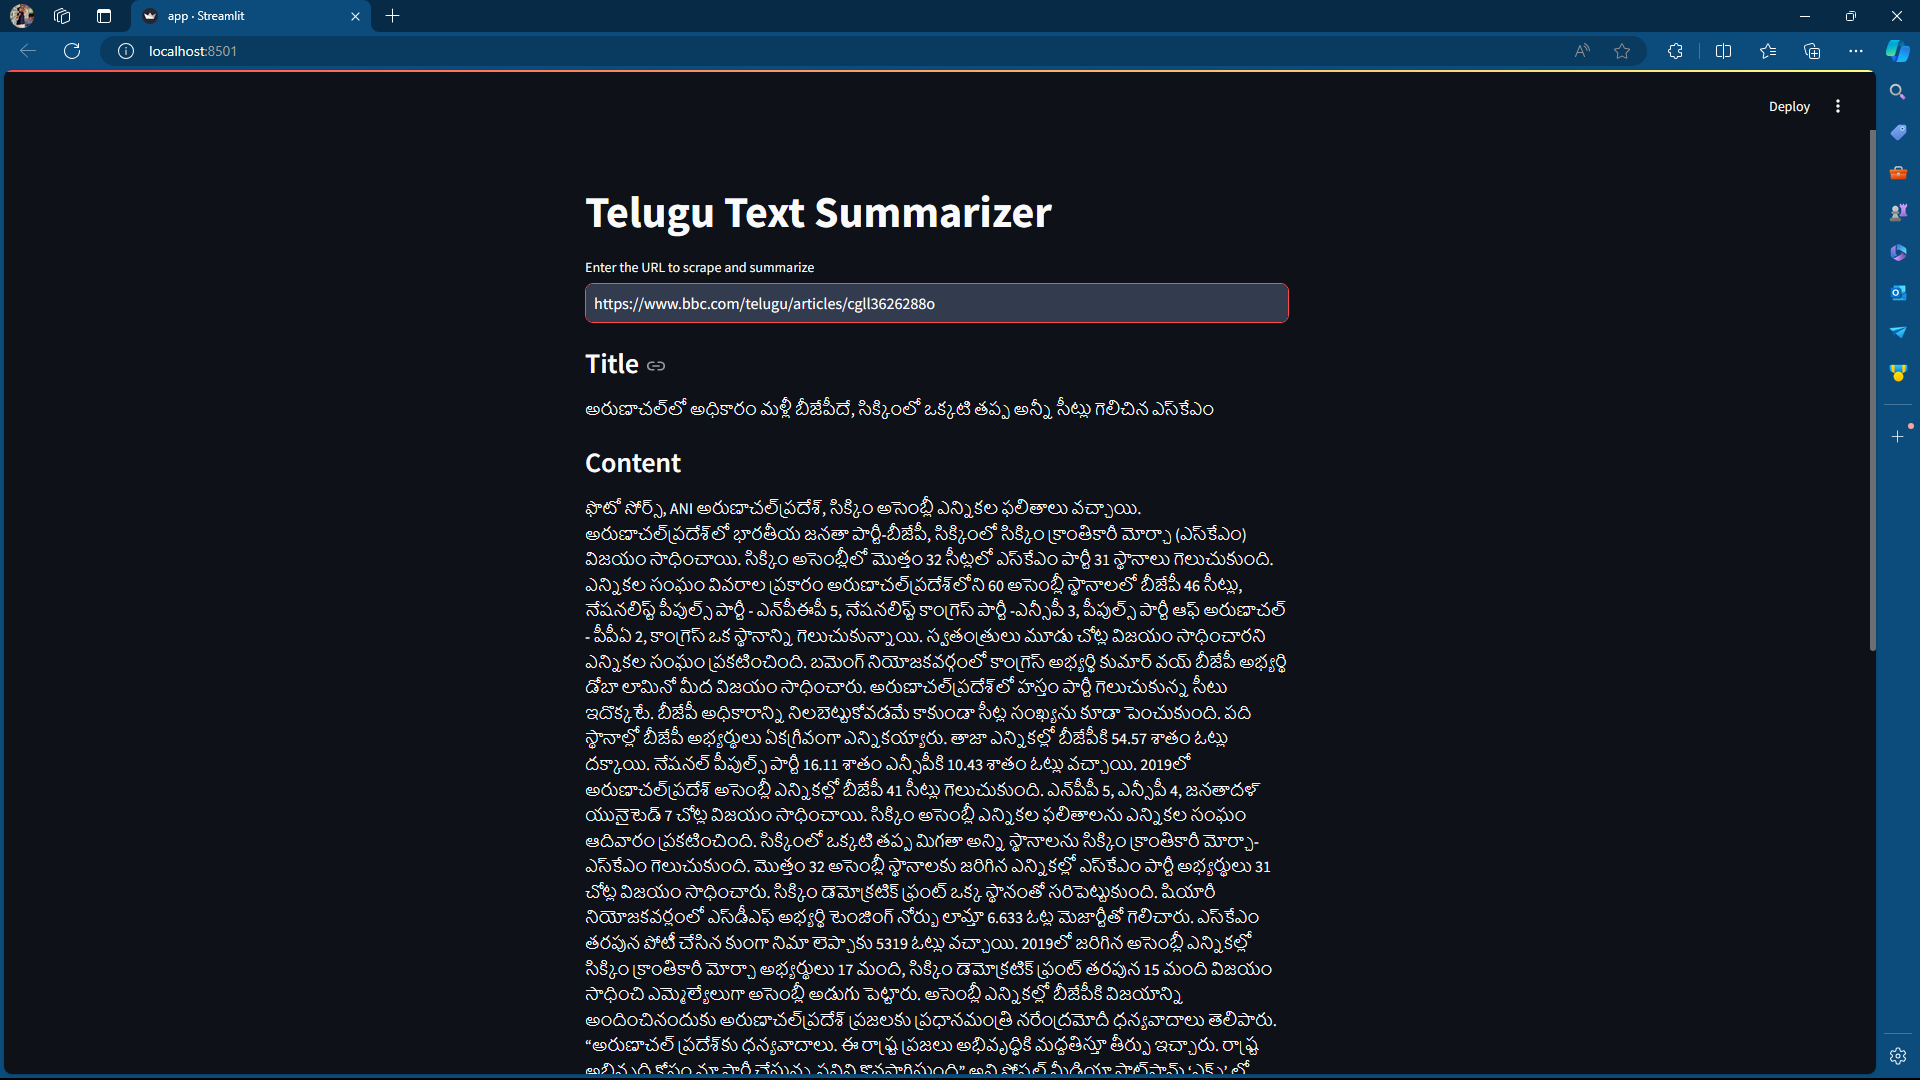 app - Streamlit
localhost:8501
Deploy
Telugu Text Summarizer
Enter the URL to scrape and summarize
https://www.bbc.com/telugu/articles/cgll3626288o
Title
అరుణాచల్‌లో అధికారం మళ్లీ బీజేపీదే, సిక్కింలో ఒక్కటి తప్ప అన్నీ సీట్లు గెలిచిన ఎస్‌కేఎం
Content
ఫొటో సోర్స్, ANI అరుణాచల్‌ప్రదేశ్, సిక్కిం అసెంబ్లీ ఎన్నికల ఫలితాలు వచ్చాయి.
అరుణాచల్‌ప్రదేశ్‌లో భారతీయ జనతా పార్టీ-బీజేపీ, సిక్కింలో సిక్కిం క్రాంతికారీ మోర్చా (ఎస్‌కేఎం)
విజయం సాధించాయి. సిక్కిం అసెంబ్లీలో మొత్తం 32 సీట్లలో ఎస్‌కేఎం పార్టీ 31 స్థానాలు గెలుచుకుంది.
ఎన్నికల సంఘం వివరాల ప్రకారం అరుణాచల్‌ప్రదేశ్‌లోని 60 అసెంబ్లీ స్థానాలలో బీజేపీ 46 సీట్లు,
నేషనలిస్ట్ పీపుల్స్ పార్టీ - ఎన్‌పీఈపీ 5, నేషనలిష్ట్ కాంగ్రెస్ పార్టీ -ఎన్సీపీ 3, పీపుల్స్ పార్టీ ఆఫ్ అరుణాచల్
- పీపీఏ 2, కాంగ్రెస్ ఒక స్థానాన్ని గెలుచుకున్నాయి. స్వతంత్రులు మూడు చోట్ల విజయం సాధించారని
ఎన్నికల సంఘం ప్రకటించింది. బమెంగ్ నియోజకవర్గంలో కాంగ్రెస్ అభ్యర్థి కుమార్ వయ్ బీజేపీ అభ్యర్థి
డోబా లామినో మీద విజయం సాధించారు. అరుణాచల్‌ప్రదేశ్‌లో హస్తం పార్టీ గెలుచుకున్న సీటు
ఇదొక్కటే. బీజేపీ అధికారాన్ని నిలబెట్టుకోవడమే కాకుండా సీట్ల సంఖ్యను కూడా పెంచుకుంది. పది
స్థానాల్లో బీజేపీ అభ్యర్థులు ఏకగ్రీవంగా ఎన్నికయ్యారు. తాజా ఎన్నికల్లో బీజేపీకి 54.57 శాతం ఓట్లు
దక్కాయి. నేషనల్ పీపుల్స్ పార్టీ 16.11 శాతం ఎన్సీపీకి 10.43 శాతం ఓట్లు వచ్చాయి. 2019లో
అరుణాచల్‌ప్రదేశ్ అసెంబ్లీ ఎన్నికల్లో బీజేపీ 41 సీట్లు గెలుచుకుంది. ఎన్‌పీపీ 5, ఎన్సీపీ 4, జనతాదళ్
యునైటెడ్ 7 చోట్ల విజయం సాధించాయి. సిక్కిం అసెంబ్లీ ఎన్నికల ఫలితాలను ఎన్నికల సంఘం
ఆదివారం ప్రకటించింది. సిక్కింలో ఒక్కటి తప్ప మిగతా అన్ని స్థానాలను సిక్కిం క్రాంతికారీ మోర్చా-
ఎస్‌కేఎం గెలుచుకుంది. మొత్తం 32 అసెంబ్లీ స్థానాలకు జరిగిన ఎన్నికల్లో ఎస్‌కేఎం పార్టీ అభ్యర్థులు 31
చోట్ల విజయం సాధించారు. సిక్కిం డెమోక్రటిక్ ఫ్రంట్ ఒక్క స్థానంతో సరిపెట్టుకుంది. షియారీ
నియోజకవర్గంలో ఎస్‌డీఎఫ్ అభ్యర్థి టెంజింగ్ నోర్బు లామ్తా 6.633 ఓట్ల మెజార్టీతో గెలిచారు. ఎస్‌కేఎం
తరపున పోటీ చేసిన కుంగా నిమా లెప్చాకు 5319 ఓట్లు వచ్చాయి. 2019లో జరిగిన అసెంబ్లీ ఎన్నికల్లో
సిక్కిం క్రాంతికారీ మోర్చా అభ్యర్థులు 17 మంది, సిక్కిం డెమోక్రటిక్ ఫ్రంట్ తరపున 15 మంది విజయం
సాధించి ఎమ్మెల్యేలుగా అసెంబ్లీ అడుగు పెట్టారు. అసెంబ్లీ ఎన్నికల్లో బీజేపీకి విజయాన్ని
అందించినందుకు అరుణాచల్‌ప్రదేశ్ ప్రజలకు ప్రధానమంత్రి నరేంద్రమోదీ ధన్యవాదాలు తెలిపారు.
“అరుణాచల్ ప్రదేశ్‌కు ధన్యవాదాలు. ఈ రాష్ట్ర ప్రజలు అభివృద్ధికి మద్దతిస్తూ తీర్పు ఇచ్చారు. రాష్ట్ర